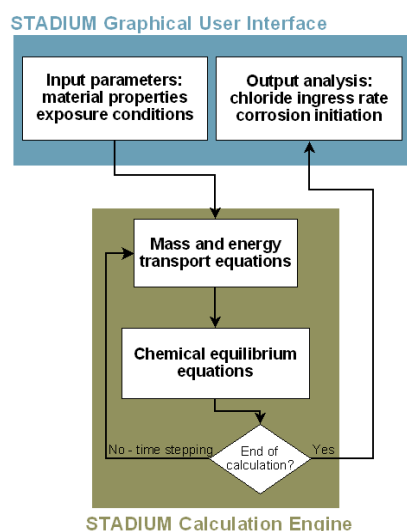 STADIUM Graphical User Interface
Input parameters:
material properties
exposure conditions
Output analysis:
chloride ingress rate
corrosion initiation
Mass and energy
transport equations
Chemical equilibrium
equations
No - time stepping
End of
calculation?
Yes
STADIUM Calculation Engine